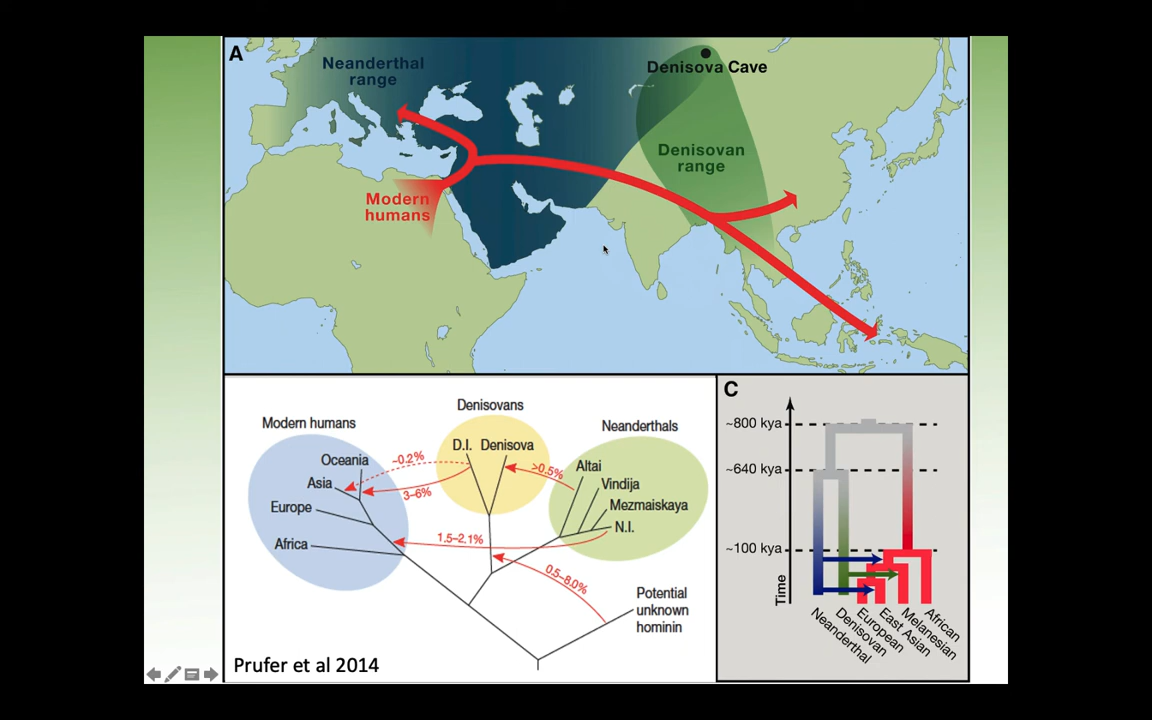 A
Neanderthal
range
Denisova Cave
Denisovan
range
Modern
humans
Denisovans
Modern humans
Neanderthals
D.I. Denisova
Oceania
~0.2%
>0.5%
Altai
Asia
3–6%
Vindija
Europe
Mezmaiskaya
N.I.
1.5–2.1%
Africa
0.5–8.0%
Potential
unknown
hominin
Prufer et al 2014
C
~800 kya
~640 kya
~100 kya
Time
Neanderthal
Denisovan
European
East Asian
Melanesian
African